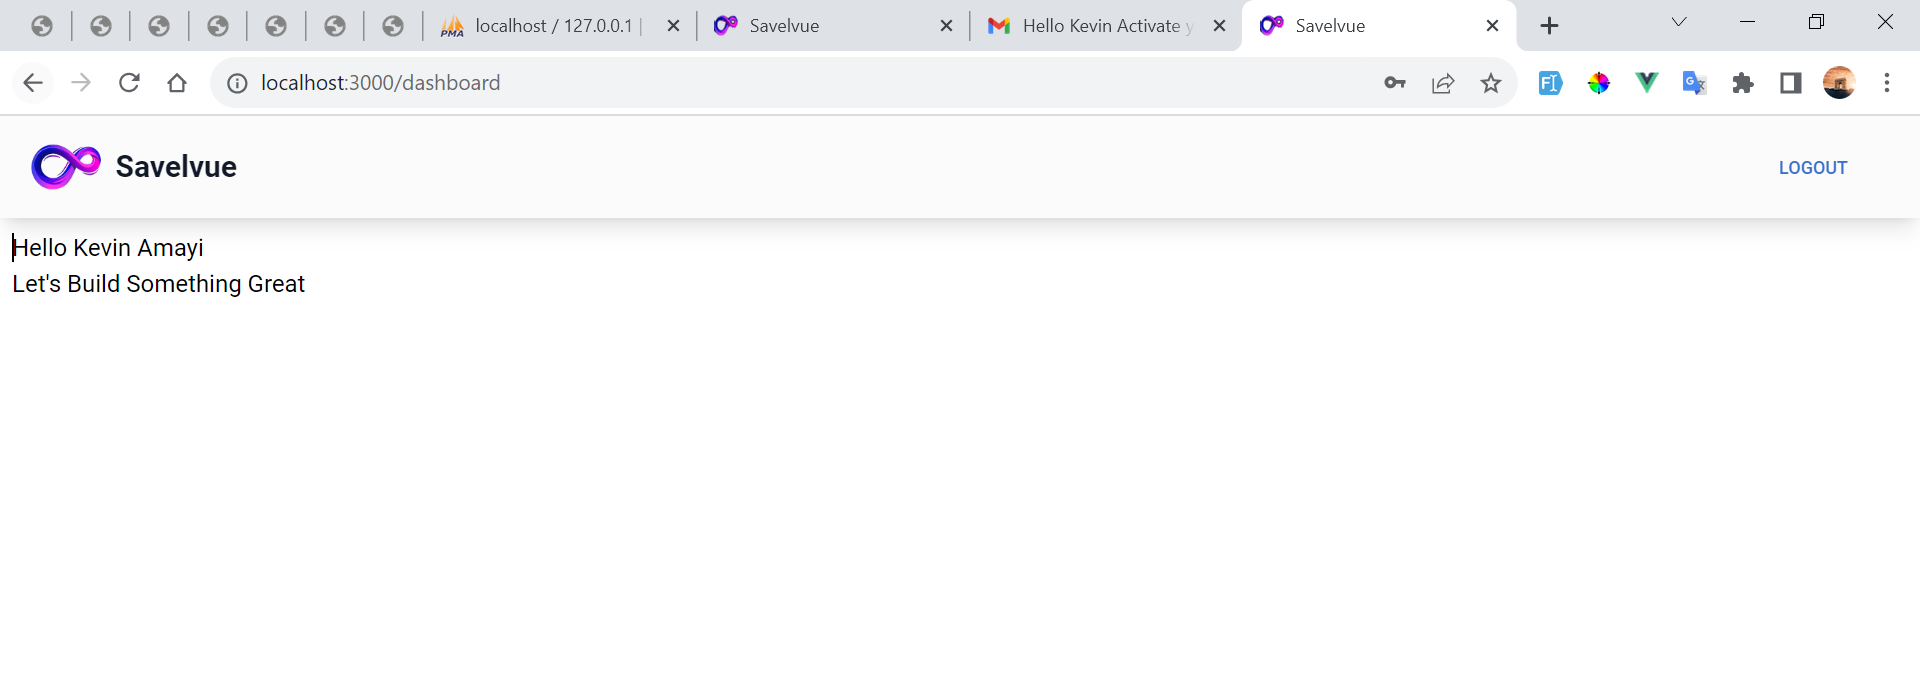 localhost / 127.0.0.1 |
Savelvue
Hello Kevin Activate y
Savelvue
localhost:3000/dashboard
Savelvue
LOGOUT
Hello Kevin Amayi
Let's Build Something Great
PMA